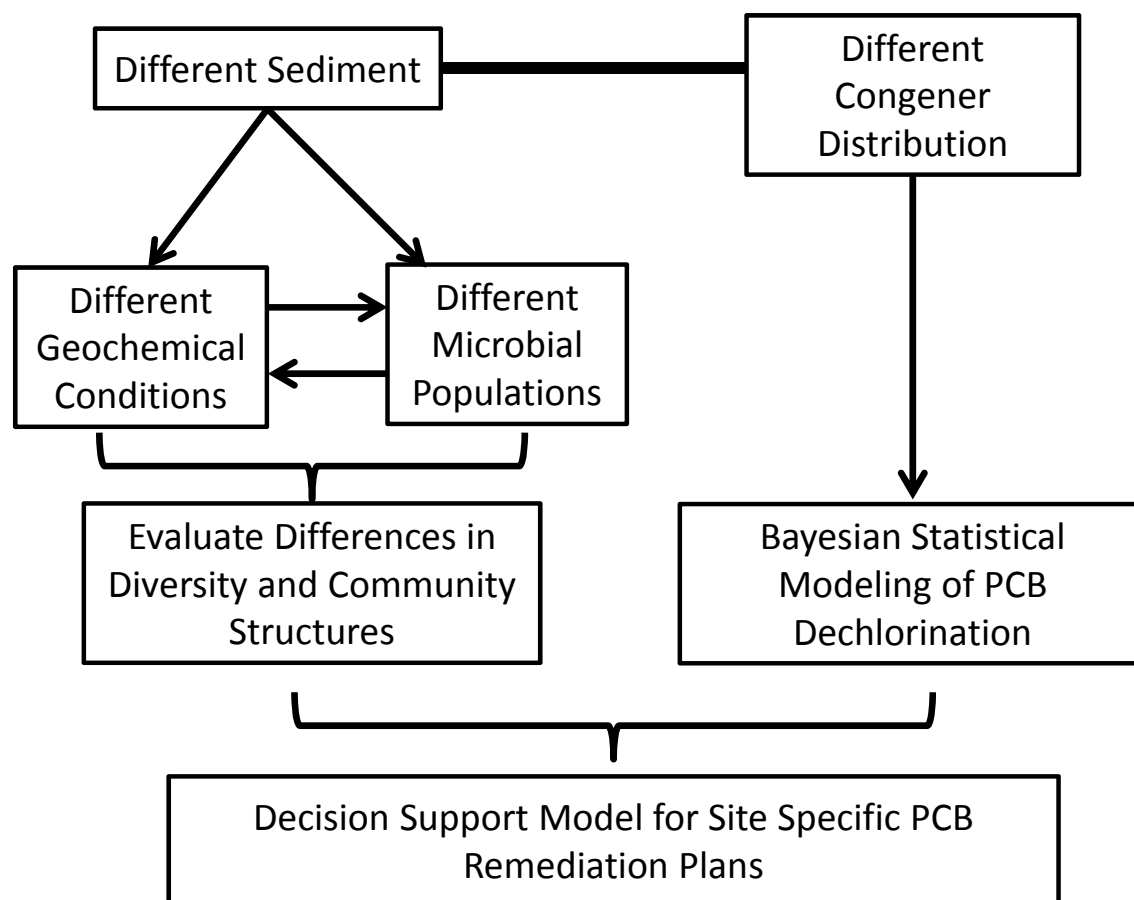 Different Sediment
Different
Congener
Distribution
Different
Geochemical
Conditions
Different
Microbial
Populations
Evaluate Differences in
Diversity and Community
Structures
Bayesian Statistical
Modeling of PCB
Dechlorination
Decision Support Model for Site Specific PCB
Remediation Plans